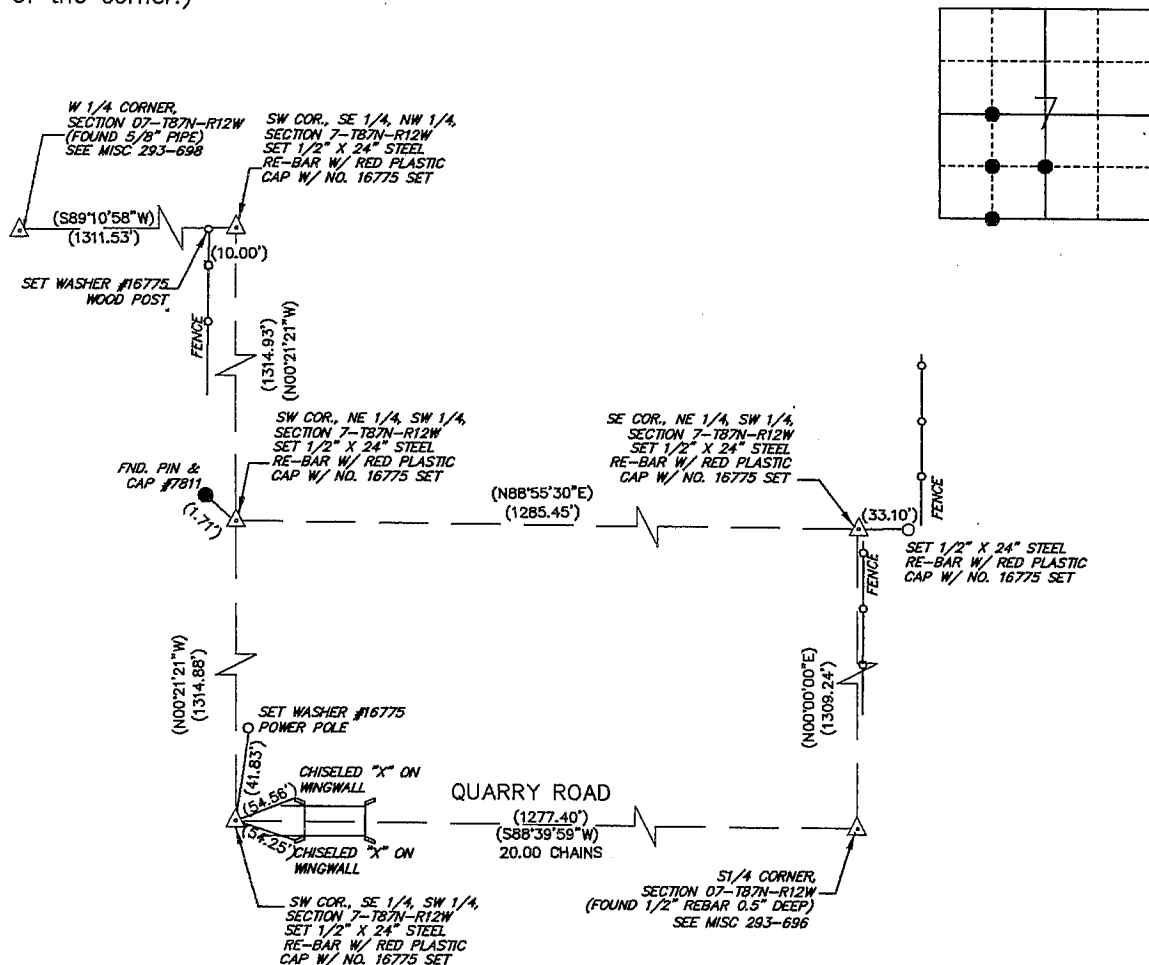 of the corner.)
7
W 1/4 CORNER,
SECTION 07-T87N-R12W
(FOUND 5/8" PIPE)
SEE MISC 293-698
SW COR., SE 1/4, NW 1/4,
SECTION 7-T87N-R12W
SET 1/2" X 24" STEEL
RE-BAR W/ RED PLASTIC
CAP W/ NO. 16775 SET
(S89°10'58"W)
(1311.53')
(10.00')
SET WASHER #16775
WOOD POST
FENCE
(1314.93')
(N00°21'21"W)
SW COR., NE 1/4, SW 1/4,
SECTION 7-T87N-R12W
SET 1/2" X 24" STEEL
RE-BAR W/ RED PLASTIC
CAP W/ NO. 16775 SET
SE COR., NE 1/4, SW 1/4,
SECTION 7-T87N-R12W
SET 1/2" X 24" STEEL
RE-BAR W/ RED PLASTIC
CAP W/ NO. 16775 SET
FND. PIN &
CAP #7811
(1.71')
(N88°55'30"E)
(1285.45')
(33.10')
FENCE
SET 1/2" X 24" STEEL
RE-BAR W/ RED PLASTIC
CAP W/ NO. 16775 SET
FENCE
(N00°21'21"W)
(1314.88')
(N00°00'00"E)
(1309.24')
SET WASHER #16775
POWER POLE
(41.83')
(54.56')
(54.25')
CHISELED "X" ON
WINGWALL
QUARRY ROAD
(1277.40')
(S88°39'59"W)
20.00 CHAINS
CHISELED "X" ON
WINGWALL
S1/4 CORNER,
SECTION 07-T87N-R12W
(FOUND 1/2" REBAR 0.5" DEEP)
SEE MISC 293-696
SW COR., SE 1/4, SW 1/4,
SECTION 7-T87N-R12W
SET 1/2" X 24" STEEL
RE-BAR W/ RED PLASTIC
CAP W/ NO. 16775 SET